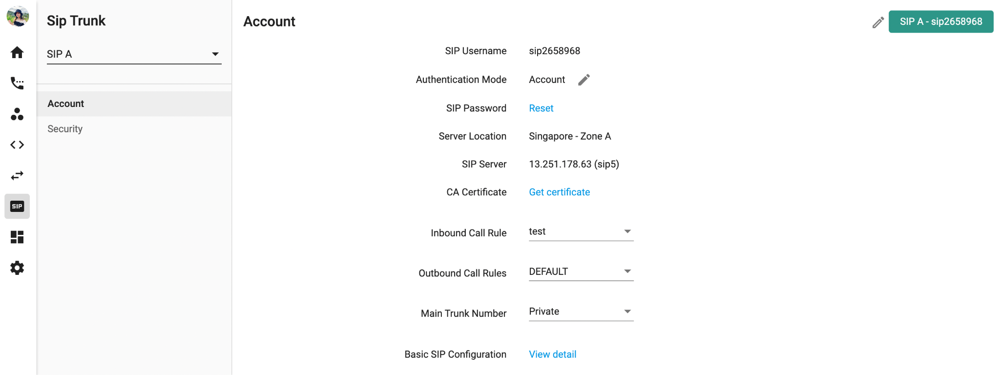 Sip Trunk
SIP A
Account
Security
SIP
Account
SIP A - sip2658968
SIP Username sip2658968
Authentication Mode Account
SIP Password Reset
Server Location Singapore - Zone A
SIP Server 13.251.178.63 (sip5)
CA Certificate Get certificate
Inbound Call Rule test
Outbound Call Rules DEFAULT
Main Trunk Number Private
Basic SIP Configuration View detail